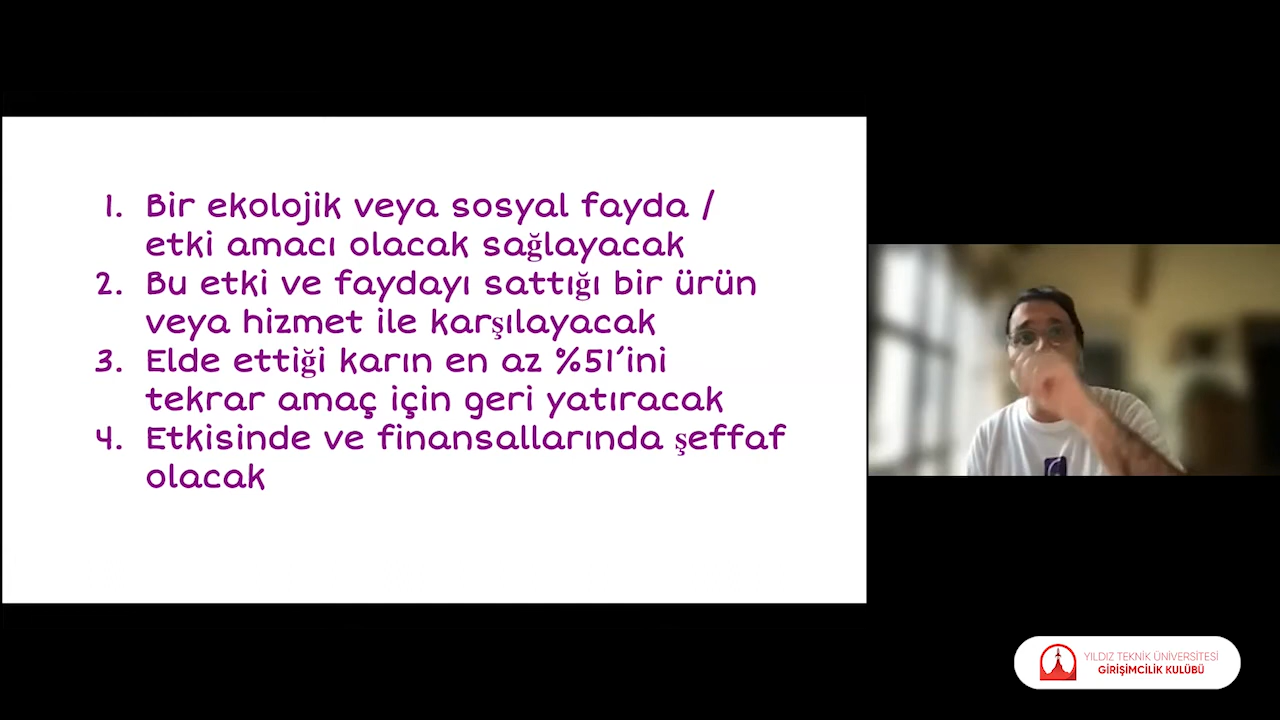 1. Bir ekolojik veya sosyal fayda /
etki amacı olacak sağlayacak
2. Bu etki ve faydayı sattığı bir ürün
veya hizmet ile karşılayacak
3. Elde ettiği karın en az %51'ini
tekrar amaç için geri yatıracak
4. Etkisinde ve finansallarında şeffaf
olacak
YILDIZ TEKNİK ÜNİVERSİTESİ
GİRİŞİMCİLİK KULÜBÜ